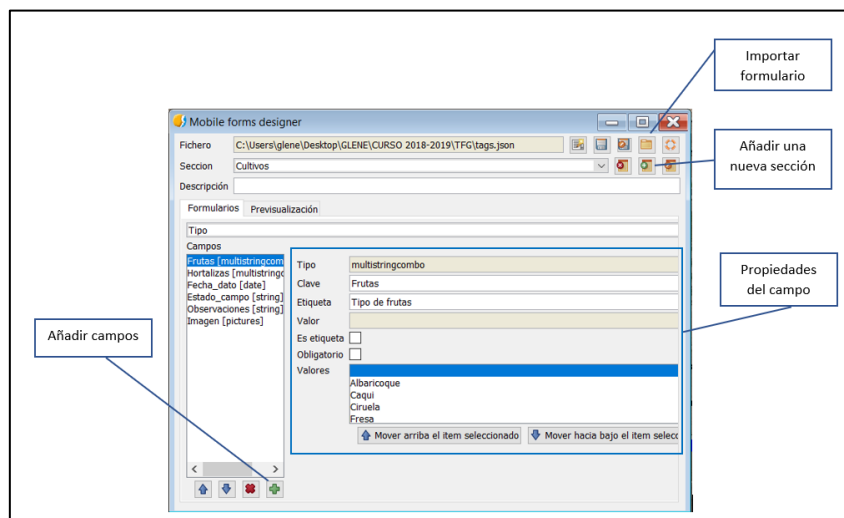 Importar
formulario
Mobile forms designer
Fichero C:\Users\glene\Desktop\GLENE\CURSO 2018-2019\TFG\tags.json
Seccion Cultivos
Añadir una
nueva sección
Descripción
Formularios Previsualización
Tipo
Campos
Frutas [multistringcom
Hortalizas [multistringc
Fecha_dato [date]
Estado_campo [string]
Observaciones [string]
Imagen [pictures]
Tipo multistringcombo
Clave Frutas
Etiqueta Tipo de frutas
Valor
Es etiqueta
Obligatorio
Valores
Albaricoque
Caqui
Ciruela
Fresa
Mover arriba el item seleccionado Mover hacia bajo el item selecc
Propiedades
del campo
Añadir campos